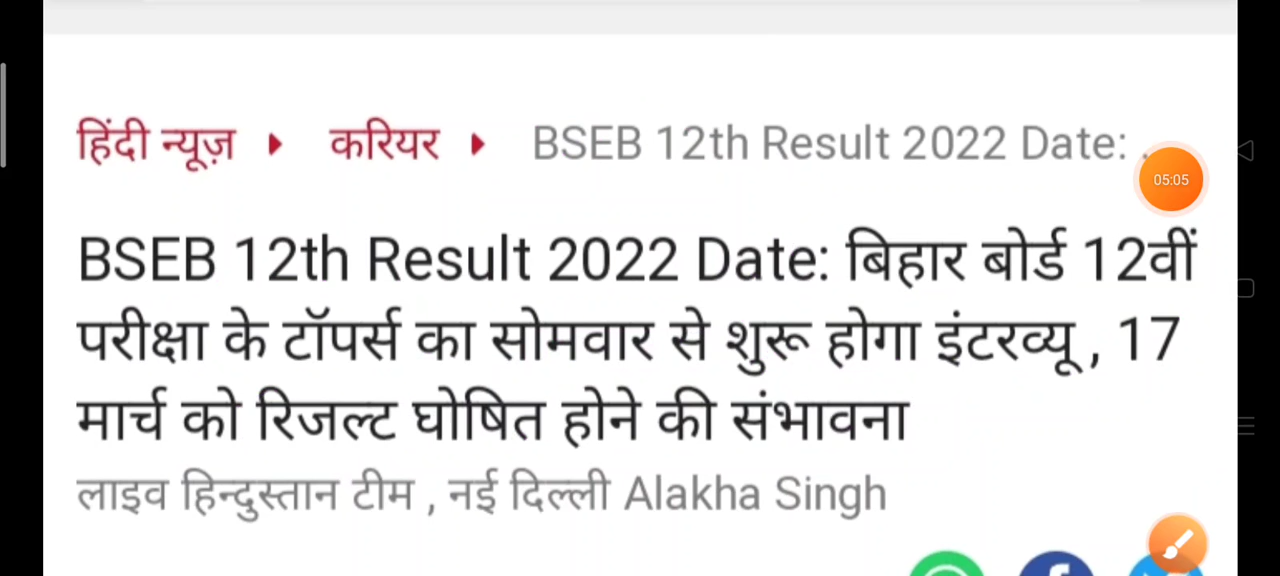 हिंदी न्यूज़ ▸ करियर ▸ BSEB 12th Result 2022 Date: ..
05:05
BSEB 12th Result 2022 Date: बिहार बोर्ड 12वीं
परीक्षा के टॉपर्स का सोमवार से शुरू होगा इंटरव्यू , 17
मार्च को रिजल्ट घोषित होने की संभावना
लाइव हिन्दुस्तान टीम , नई दिल्ली Alakha Singh